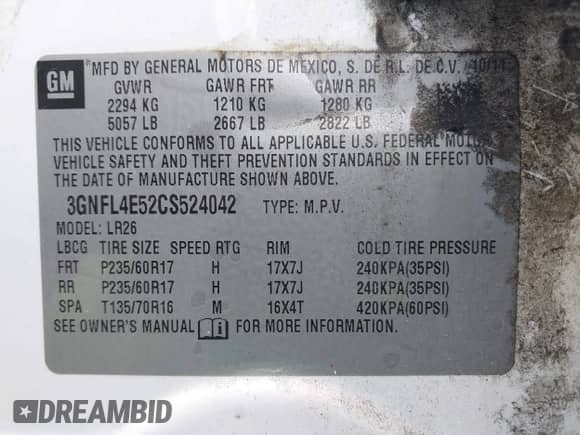 GM
*MFD BY GENERAL MOTORS DE MEXICO, S. DE R.L. DE C.V. 10/11
GVWR GAWR FRT GAWR RR
2294 KG 1210 KG 1280 KG
5057 LB 2667 LB 2822 LB
THIS VEHICLE CONFORMS TO ALL APPLICABLE U.S. FEDERAL MOTOR
VEHICLE SAFETY AND THEFT PREVENTION STANDARDS IN EFFECT ON
THE DATE OF MANUFACTURE SHOWN ABOVE.
3GNFL4E52CS524042 TYPE: M.P.V.
MODEL: LR26
LBCG TIRE SIZE SPEED RTG RIM COLD TIRE PRESSURE
FRT P235/60R17 H 17X7J 240KPA(35PSI)
RR P235/60R17 H 17X7J 240KPA(35PSI)
SPA T135/70R16 M 16X4T 420KPA(60PSI)
SEE OWNER'S MANUAL FOR MORE INFORMATION.
DREAMBID